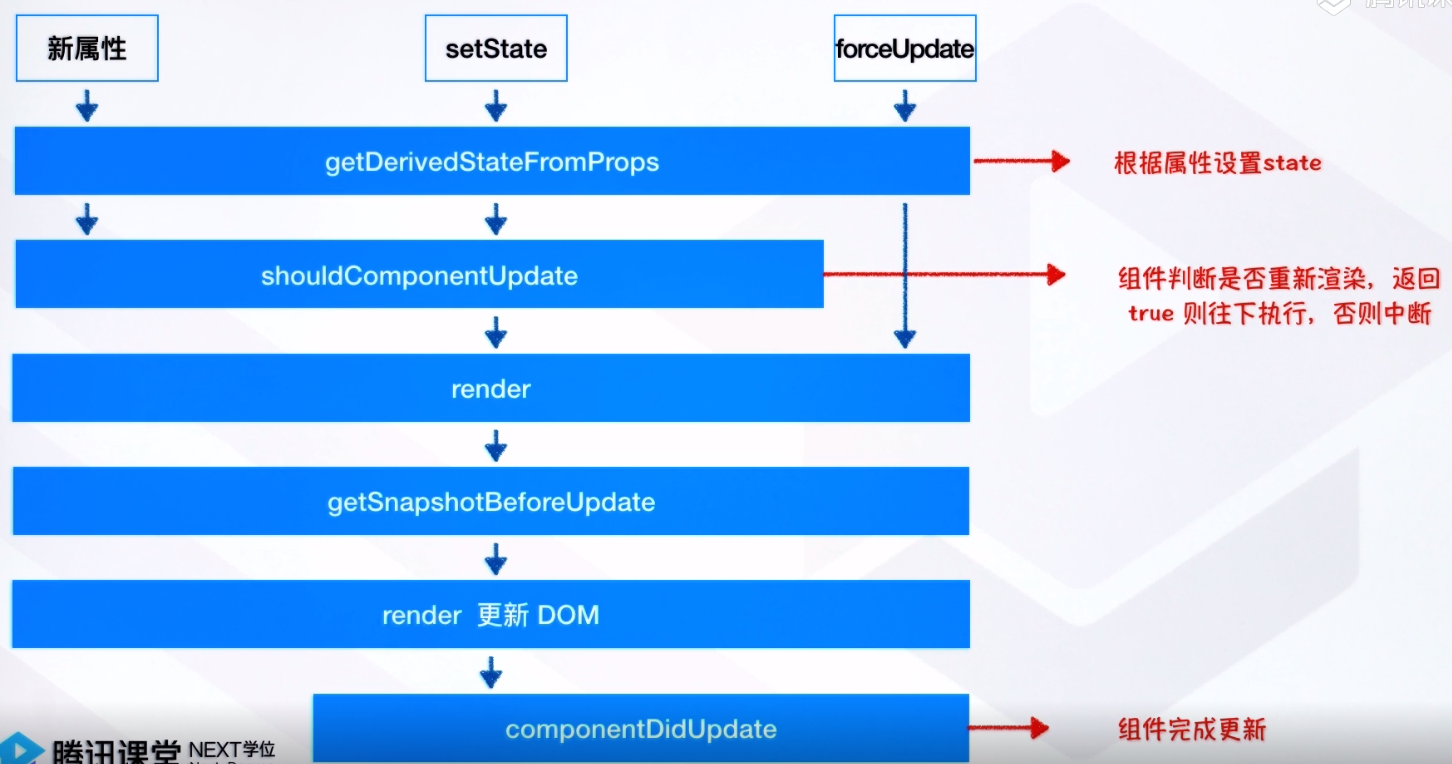 新属性
setState
forceUpdate
getDerivedStateFromProps
根据属性设置state
shouldComponentUpdate
组件判断是否重新渲染，返回
true 则往下执行，否则中断
render
getSnapshotBeforeUpdate
render 更新 DOM
componentDidUpdate
组件完成更新
腾讯课堂 NEXT学位